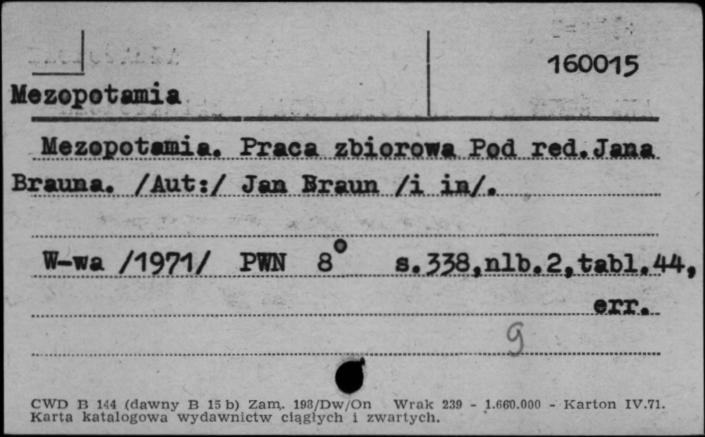 160015
Mezopotamia
Mezopotamia. Praca zbiorowa Pod red.Jana
Brauna. /Aut:/ Jan Braun /i in/.
W-wa /1971/ PWN 8° s.338,nlb.2,tabl.44,
err.
9
CWD B 144 (dawny B 15 b) Zam. 193/Dw/On Wrak 239 - 1.660.000 - Karton IV.71.
Karta katalogowa wydawnictw ciągłych i zwartych.